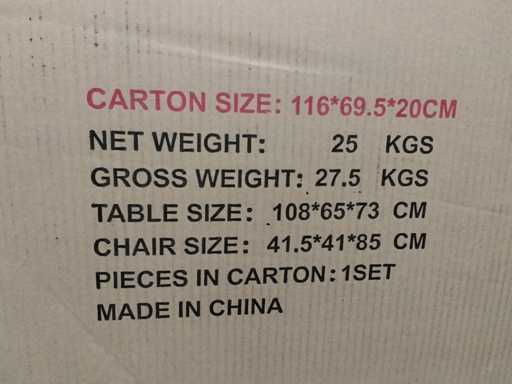 CARTON SIZE: 116*69.5*20CM
NET WEIGHT: 25 KGS
GROSS WEIGHT: 27.5 KGS
TABLE SIZE: 108*65*73 CM
CHAIR SIZE: 41.5*41*85 CM
PIECES IN CARTON: 1SET
MADE IN CHINA